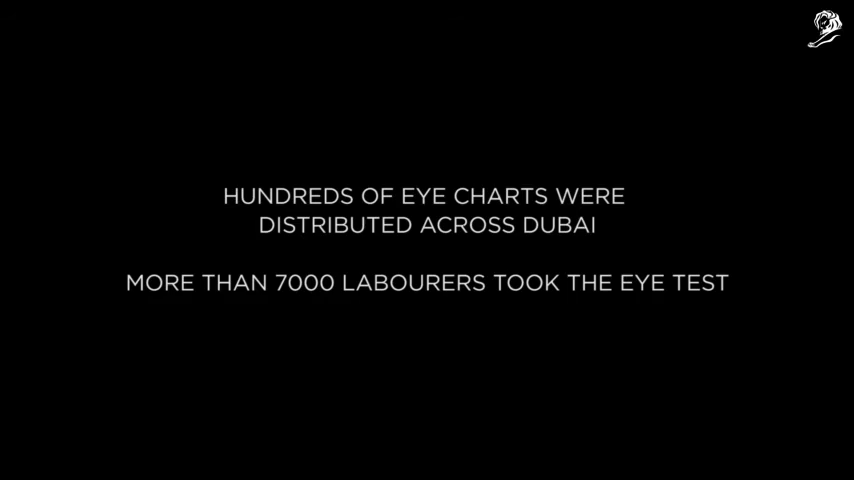 HUNDREDS OF EYE CHARTS WERE
DISTRIBUTED ACROSS DUBAI
MORE THAN 7000 LABOURERS TOOK THE EYE TEST